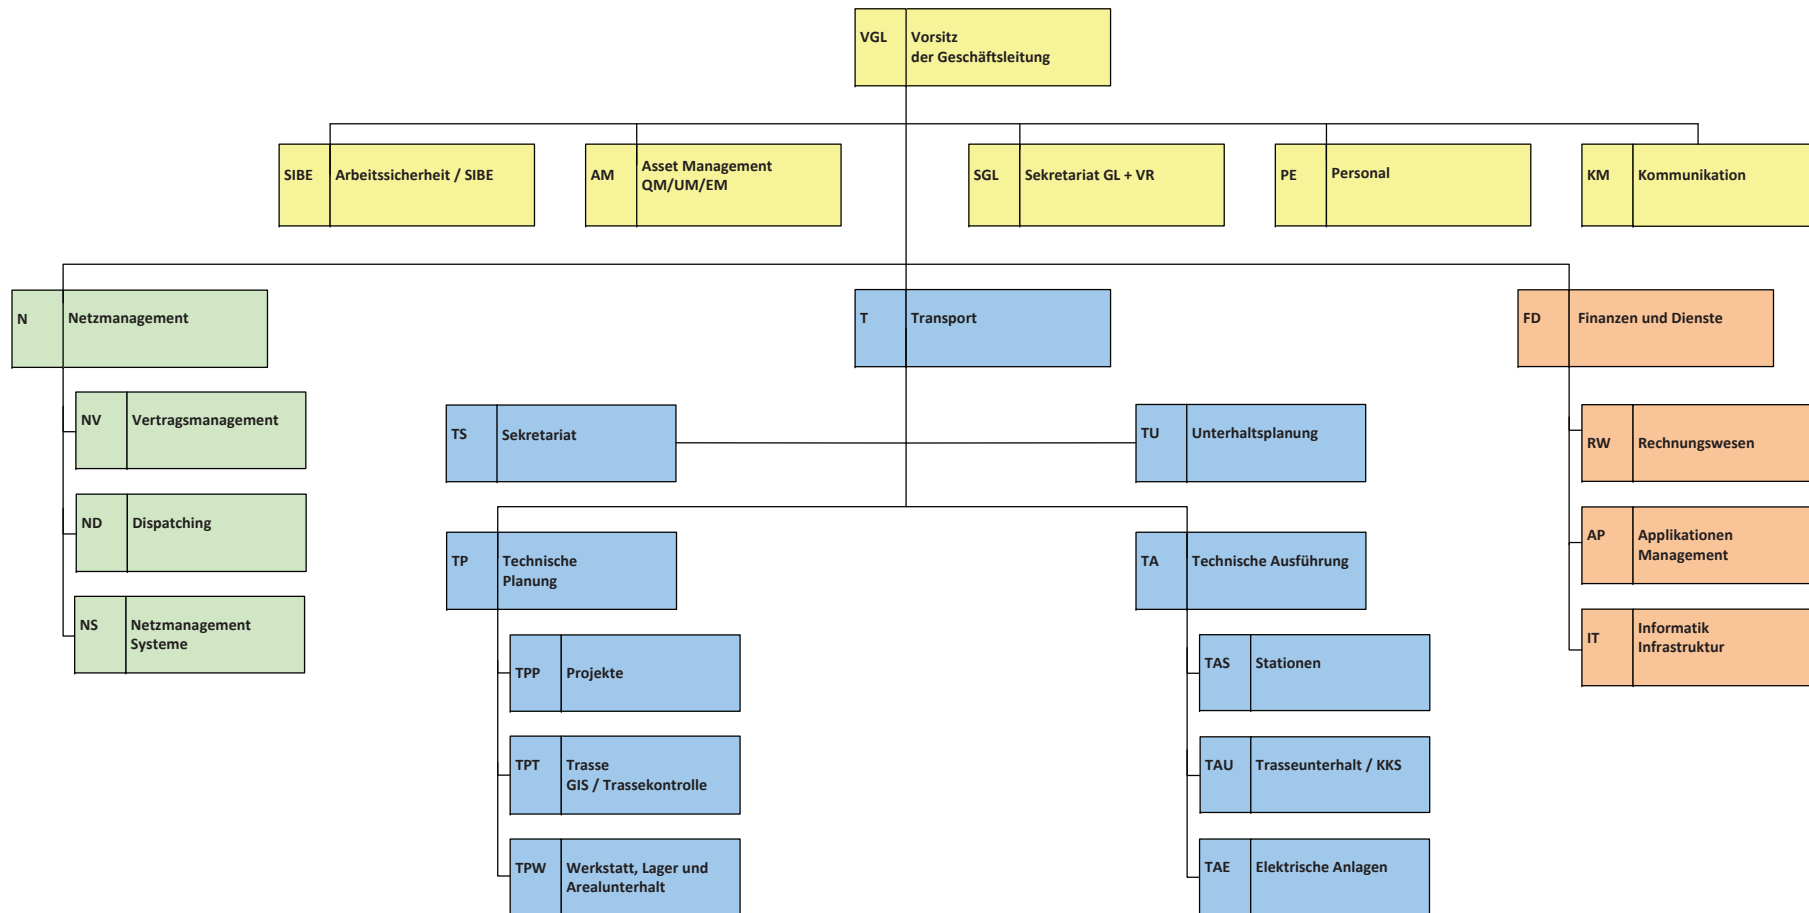 VGL Vorsitz
der Geschäftsleitung
SIBE Arbeitssicherheit / SIBE
AM Asset Management
QM/UM/EM
SGL Sekretariat GL + VR
PE Personal
KM Kommunikation
N Netzmanagement
T Transport
FD Finanzen und Dienste
NV Vertragsmanagement
ND Dispatching
NS Netzmanagement
Systeme
TS Sekretariat
TU Unterhaltsplanung
TP Technische
Planung
TPP Projekte
TPT Trasse
GIS / Trassekontrolle
TPW Werkstatt, Lager und
Arealunterhalt
TA Technische Ausführung
TAS Stationen
TAU Trasseunterhalt / KKS
TAE Elektrische Anlagen
RW Rechnungswesen
AP Applikationen
Management
IT Informatik
Infrastruktur